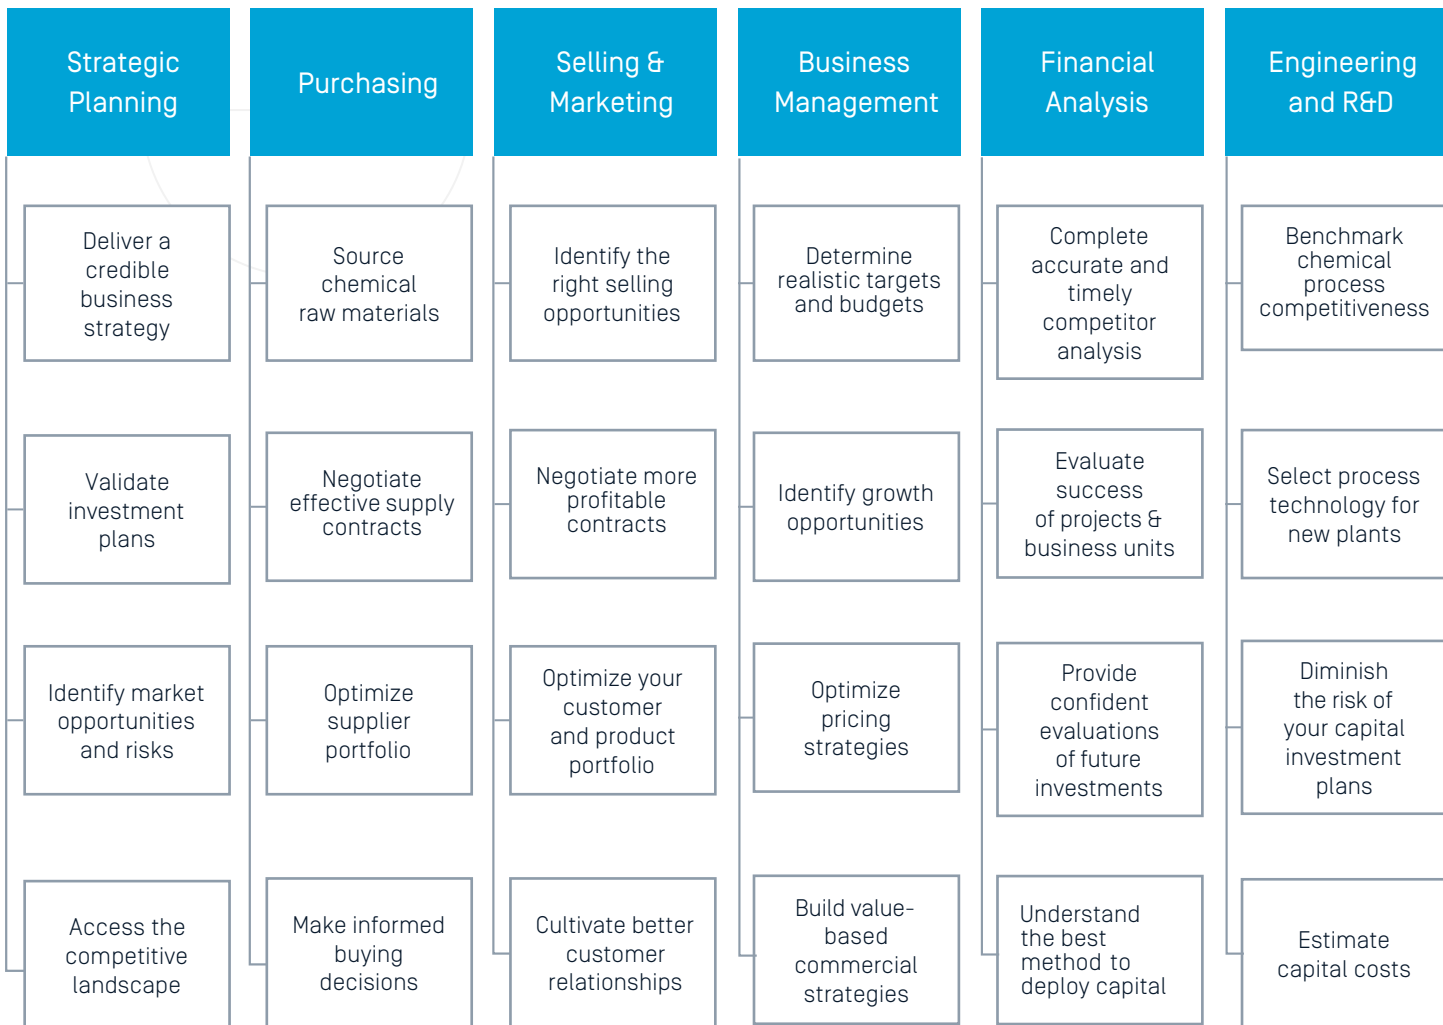 Strategic
Planning
Purchasing
Selling &
Marketing
Business
Management
Financial
Analysis
Engineering
and R&D
Deliver a
credible
business
strategy
Source
chemical
raw materials
Identify the
right selling
opportunities
Determine
realistic targets
and budgets
Complete
accurate and
timely
competitor
analysis
Benchmark
chemical
process
competitiveness
Validate
investment
plans
Negotiate
effective supply
contracts
Negotiate more
profitable
contracts
Identify growth
opportunities
Evaluate
success
of projects &
business units
Select process
technology for
new plants
Identify market
opportunities
and risks
Optimize
supplier
portfolio
Optimize your
customer
and product
portfolio
Optimize
pricing
strategies
Provide
confident
evaluations
of future
investments
Diminish
the risk of
your capital
investment
plans
Access the
competitive
landscape
Make informed
buying
decisions
Cultivate better
customer
relationships
Build value-
based
commercial
strategies
Understand
the best
method to
deploy capital
Estimate
capital costs